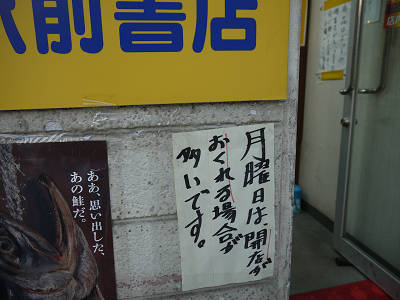 駅前書店
月曜日は開店が
おくれる場合が
多いです。
ああ、思い出した、
あの鮭だ。